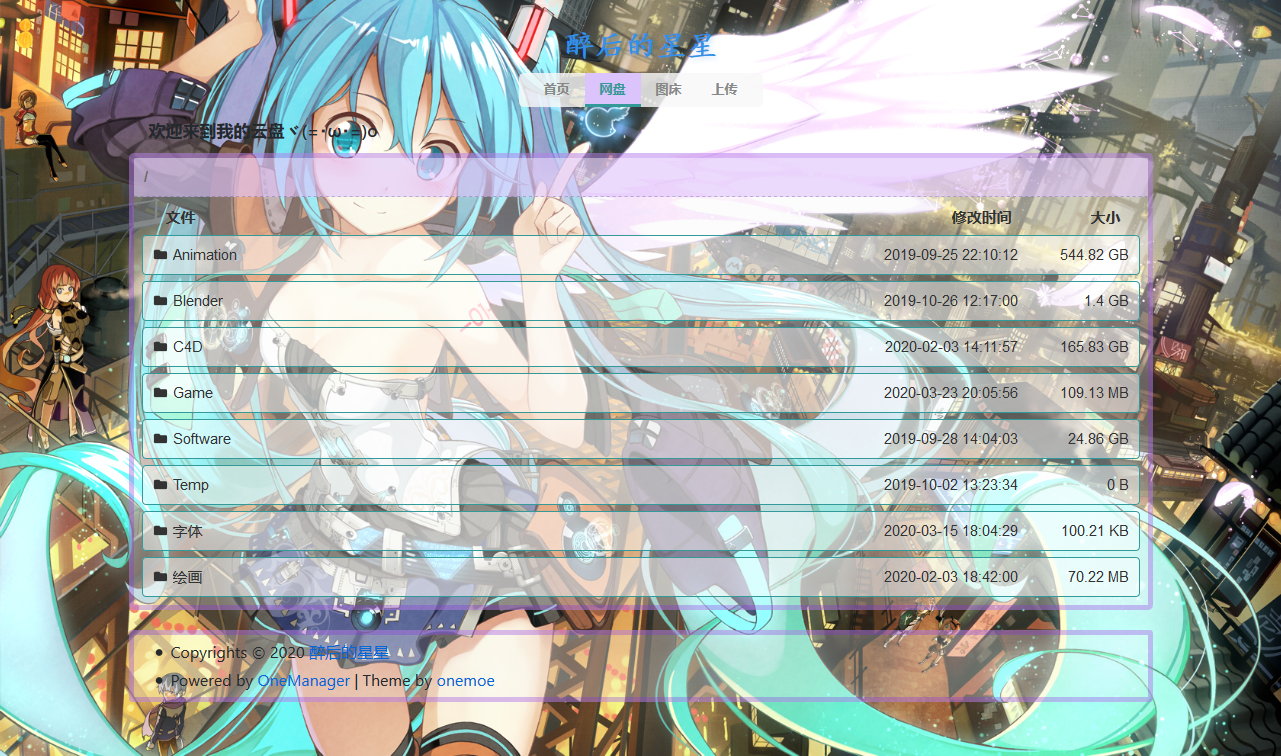 醉后的星星
首页 网盘 图床 上传
欢迎来到我的云盘ヾ(=･ω･=)o
/
文件 修改时间 大小
Animation 2019-09-25 22:10:12 544.82 GB
Blender 2019-10-26 12:17:00 1.4 GB
C4D 2020-02-03 14:11:57 165.83 GB
Game 2020-03-23 20:05:56 109.13 MB
Software 2019-09-28 14:04:03 24.86 GB
Temp 2019-10-02 13:23:34 0 B
字体 2020-03-15 18:04:29 100.21 KB
绘画 2020-02-03 18:42:00 70.22 MB
• Copyrights © 2020 醉后的星星
• Powered by OneManager | Theme by onemoe